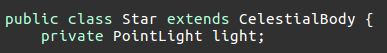 public class Star extends CelestialBody {
    private PointLight light;